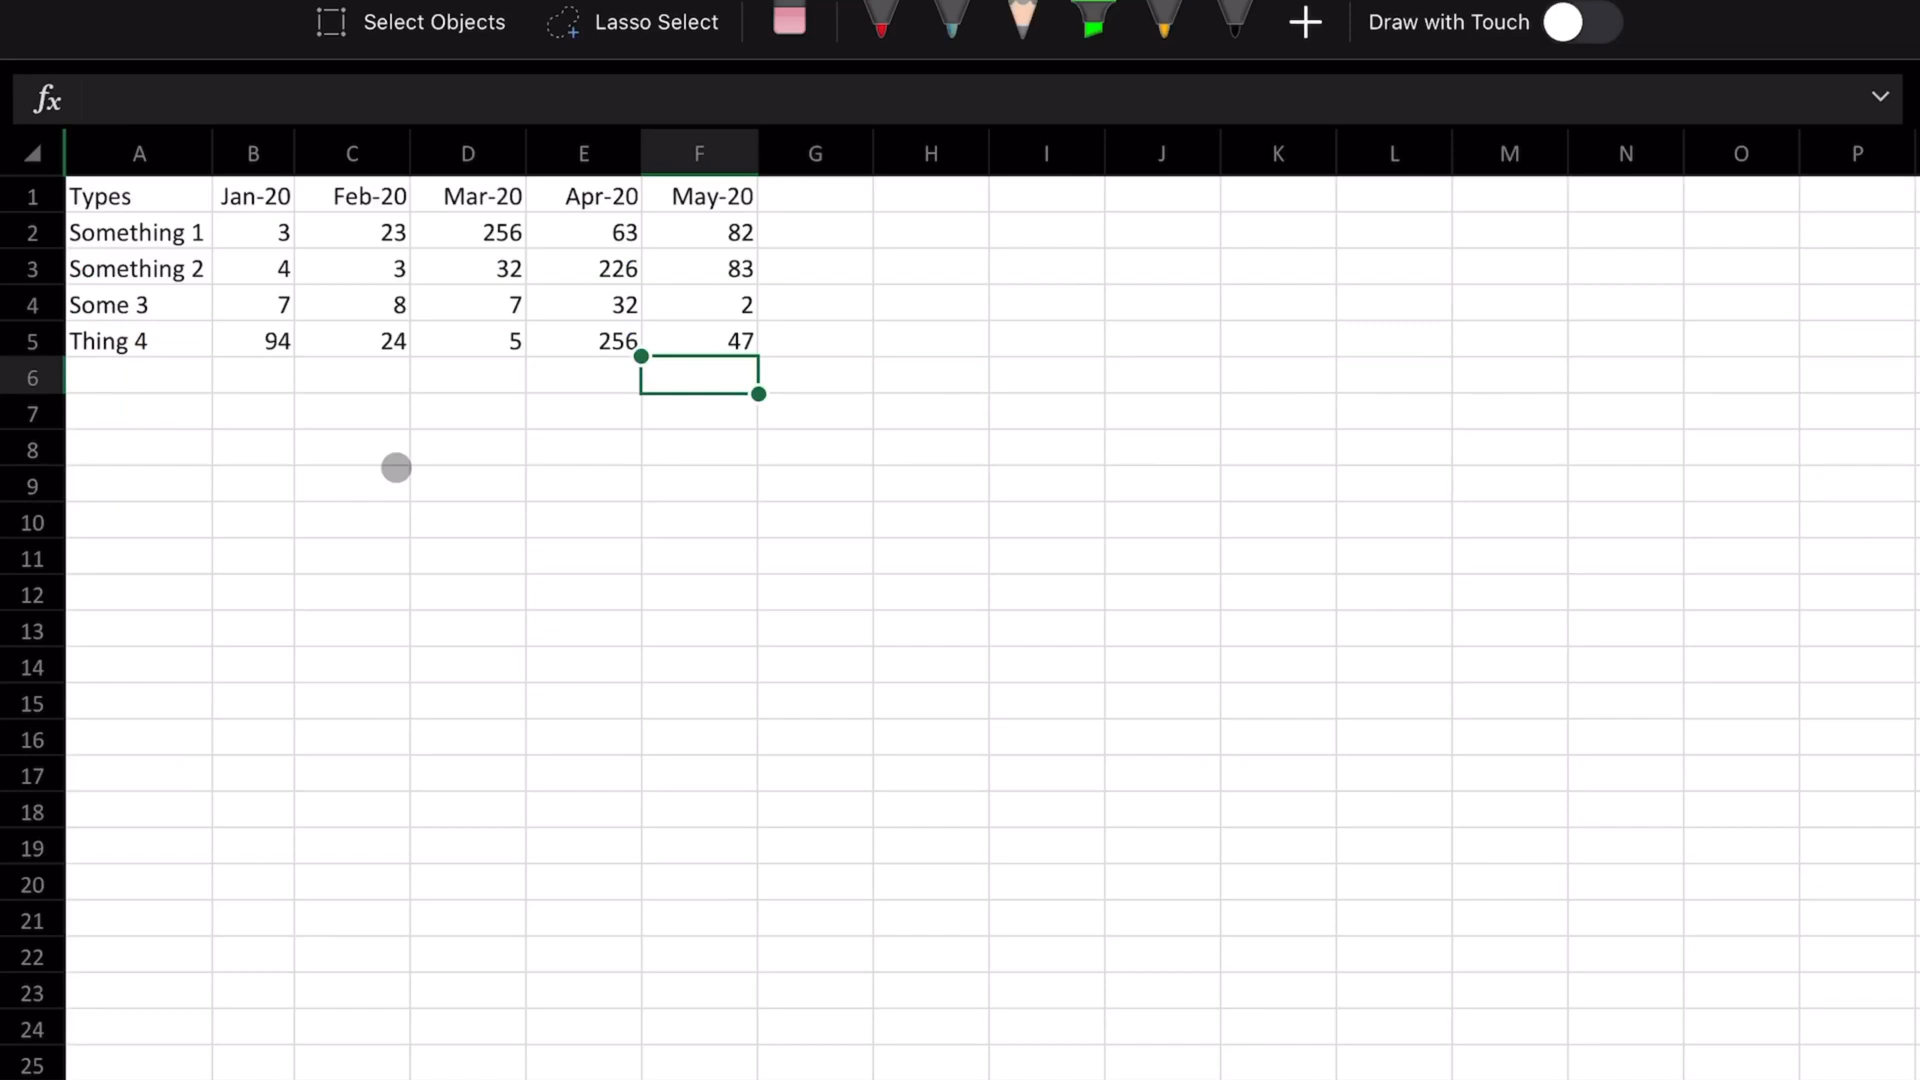 Select Objects Lasso Select Draw with Touch
fx
A B C D E F G H I J K L M N O P
1 Types Jan-20 Feb-20 Mar-20 Apr-20 May-20
2 Something 1 3 23 256 63 82
3 Something 2 4 3 32 226 83
4 Some 3 7 8 7 32 2
5 Thing 4 94 24 5 256 47
6
7
8
9
10
11
12
13
14
15
16
17
18
19
20
21
22
23
24
25